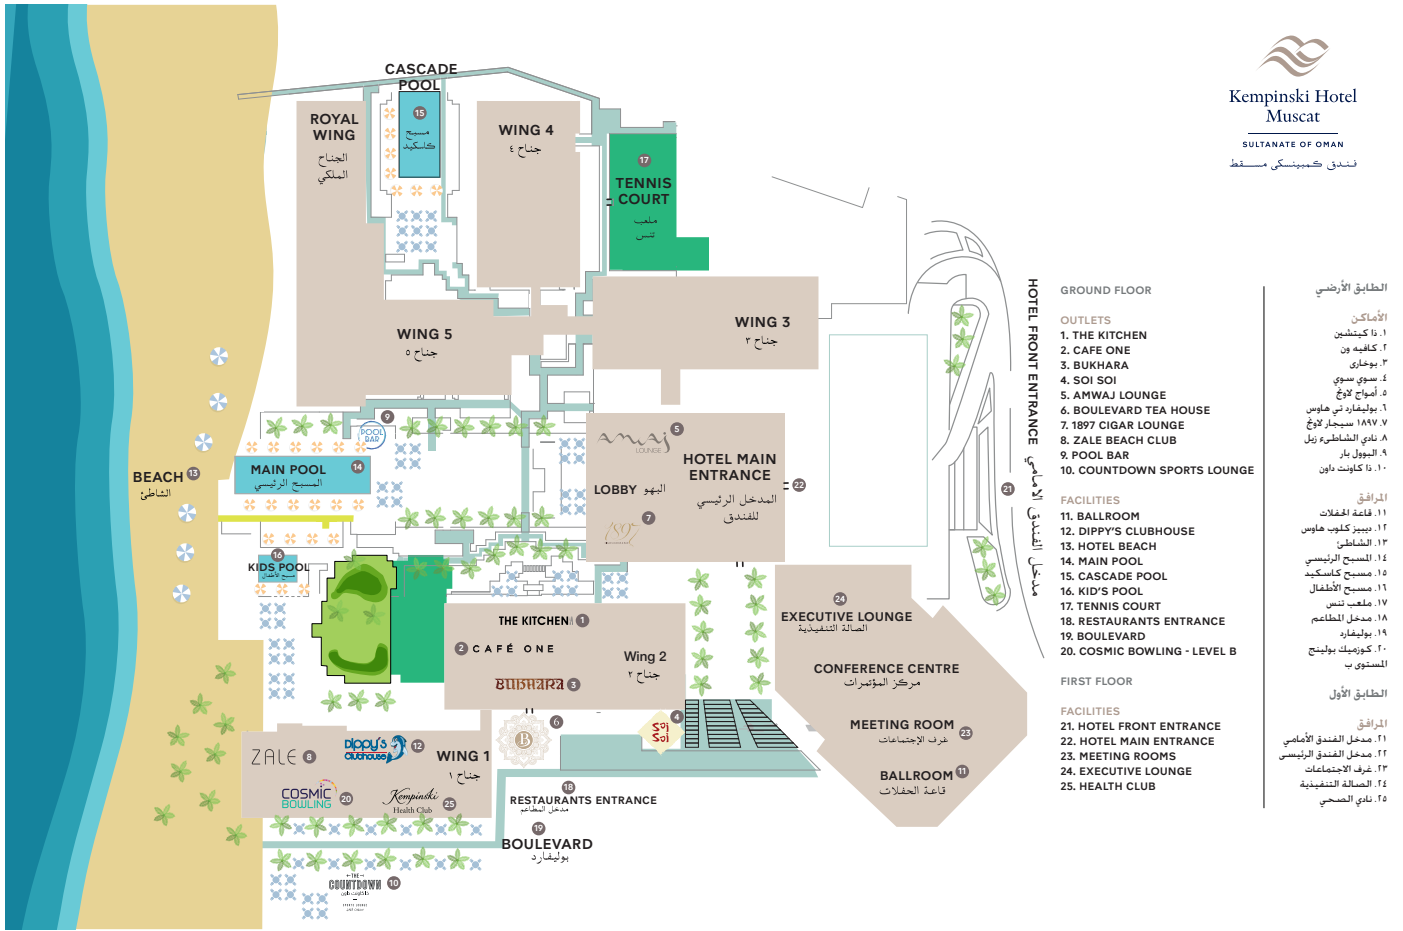 Kempinski Hotel
Muscat
SULTANATE OF OMAN
فندق كمبينسكي مسقط
CASCADE
POOL
15
مسبح
كاسكيد
ROYAL
WING
الجناح
الملكي
WING 4
جناح ٤
17
TENNIS
COURT
ملعب
تنس
WING 5
جناح ٥
WING 3
جناح ٣
9
POOL
BAR
MAIN POOL
14
المسبح الرئيسي
BEACH 13
الشاطئ
16
KIDS POOL
مسبح الأطفال
amwaj
LOUNGE
5
HOTEL MAIN
ENTRANCE
22
LOBBY البهو
المدخل الرئيسي
للفندق
1897
7
THE KITCHEN 1
2 CAFÉ ONE
BUKHARA 3
Wing 2
جناح ٢
B
6
4
24
EXECUTIVE LOUNGE
الصالة التنفيذية
CONFERENCE CENTRE
مركز المؤتمرات
MEETING ROOM
23
غرف الإجتماعات
BALLROOM 11
قاعة الحفلات
ZALE 8
Dippy's
clubhouse
12
WING 1
جناح ١
COSMIC
BOWLING
20
Kempinski
Health Club
25
18
RESTAURANTS ENTRANCE
مدخل المطاعم
19
BOULEVARD
بوليفارد
THE
COUNTDOWN
10
ذا كاونت داون
HOTEL FRONT ENTRANCE مدخل الفندق الامامي
21
GROUND FLOOR
OUTLETS
1. THE KITCHEN
2. CAFE ONE
3. BUKHARA
4. SOI SOI
5. AMWAJ LOUNGE
6. BOULEVARD TEA HOUSE
7. 1897 CIGAR LOUNGE
8. ZALE BEACH CLUB
9. POOL BAR
10. COUNTDOWN SPORTS LOUNGE
FACILITIES
11. BALLROOM
12. DIPPY'S CLUBHOUSE
13. HOTEL BEACH
14. MAIN POOL
15. CASCADE POOL
16. KID'S POOL
17. TENNIS COURT
18. RESTAURANTS ENTRANCE
19. BOULEVARD
20. COSMIC BOWLING - LEVEL B
FIRST FLOOR
FACILITIES
21. HOTEL FRONT ENTRANCE
22. HOTEL MAIN ENTRANCE
23. MEETING ROOMS
24. EXECUTIVE LOUNGE
25. HEALTH CLUB
الطابق الأرضي
الأماكن
١. ذا كيتشين
٢. كافيه ون
٣. بوخارى
٤. سوي سوي
٥. أمواج لاونج
٦. بوليفارد تي هاوس
٧. ١٨٩٧ سيجار لاونج
٨. نادي الشاطىء زيل
٩. البوول بار
١٠. ذا كاونت داون
المرافق
١١. قاعة الحفلات
١٢. ديبيز كلوب هاوس
١٣. الشاطئ
١٤. المسبح الرئيسي
١٥. مسبح كاسكيد
١٦. مسبح الأطفال
١٧. ملعب تنس
١٨. مدخل المطاعم
١٩. بوليفارد
٢٠. كوزميك بولينج
المستوى ب
الطابق الأول
المرافق
٢١. مدخل الفندق الأمامي
٢٢. مدخل الفندق الرئيسى
٢٣. غرف الاجتماعات
٢٤. الصالة التنفيذية
٢٥. نادي الصحي